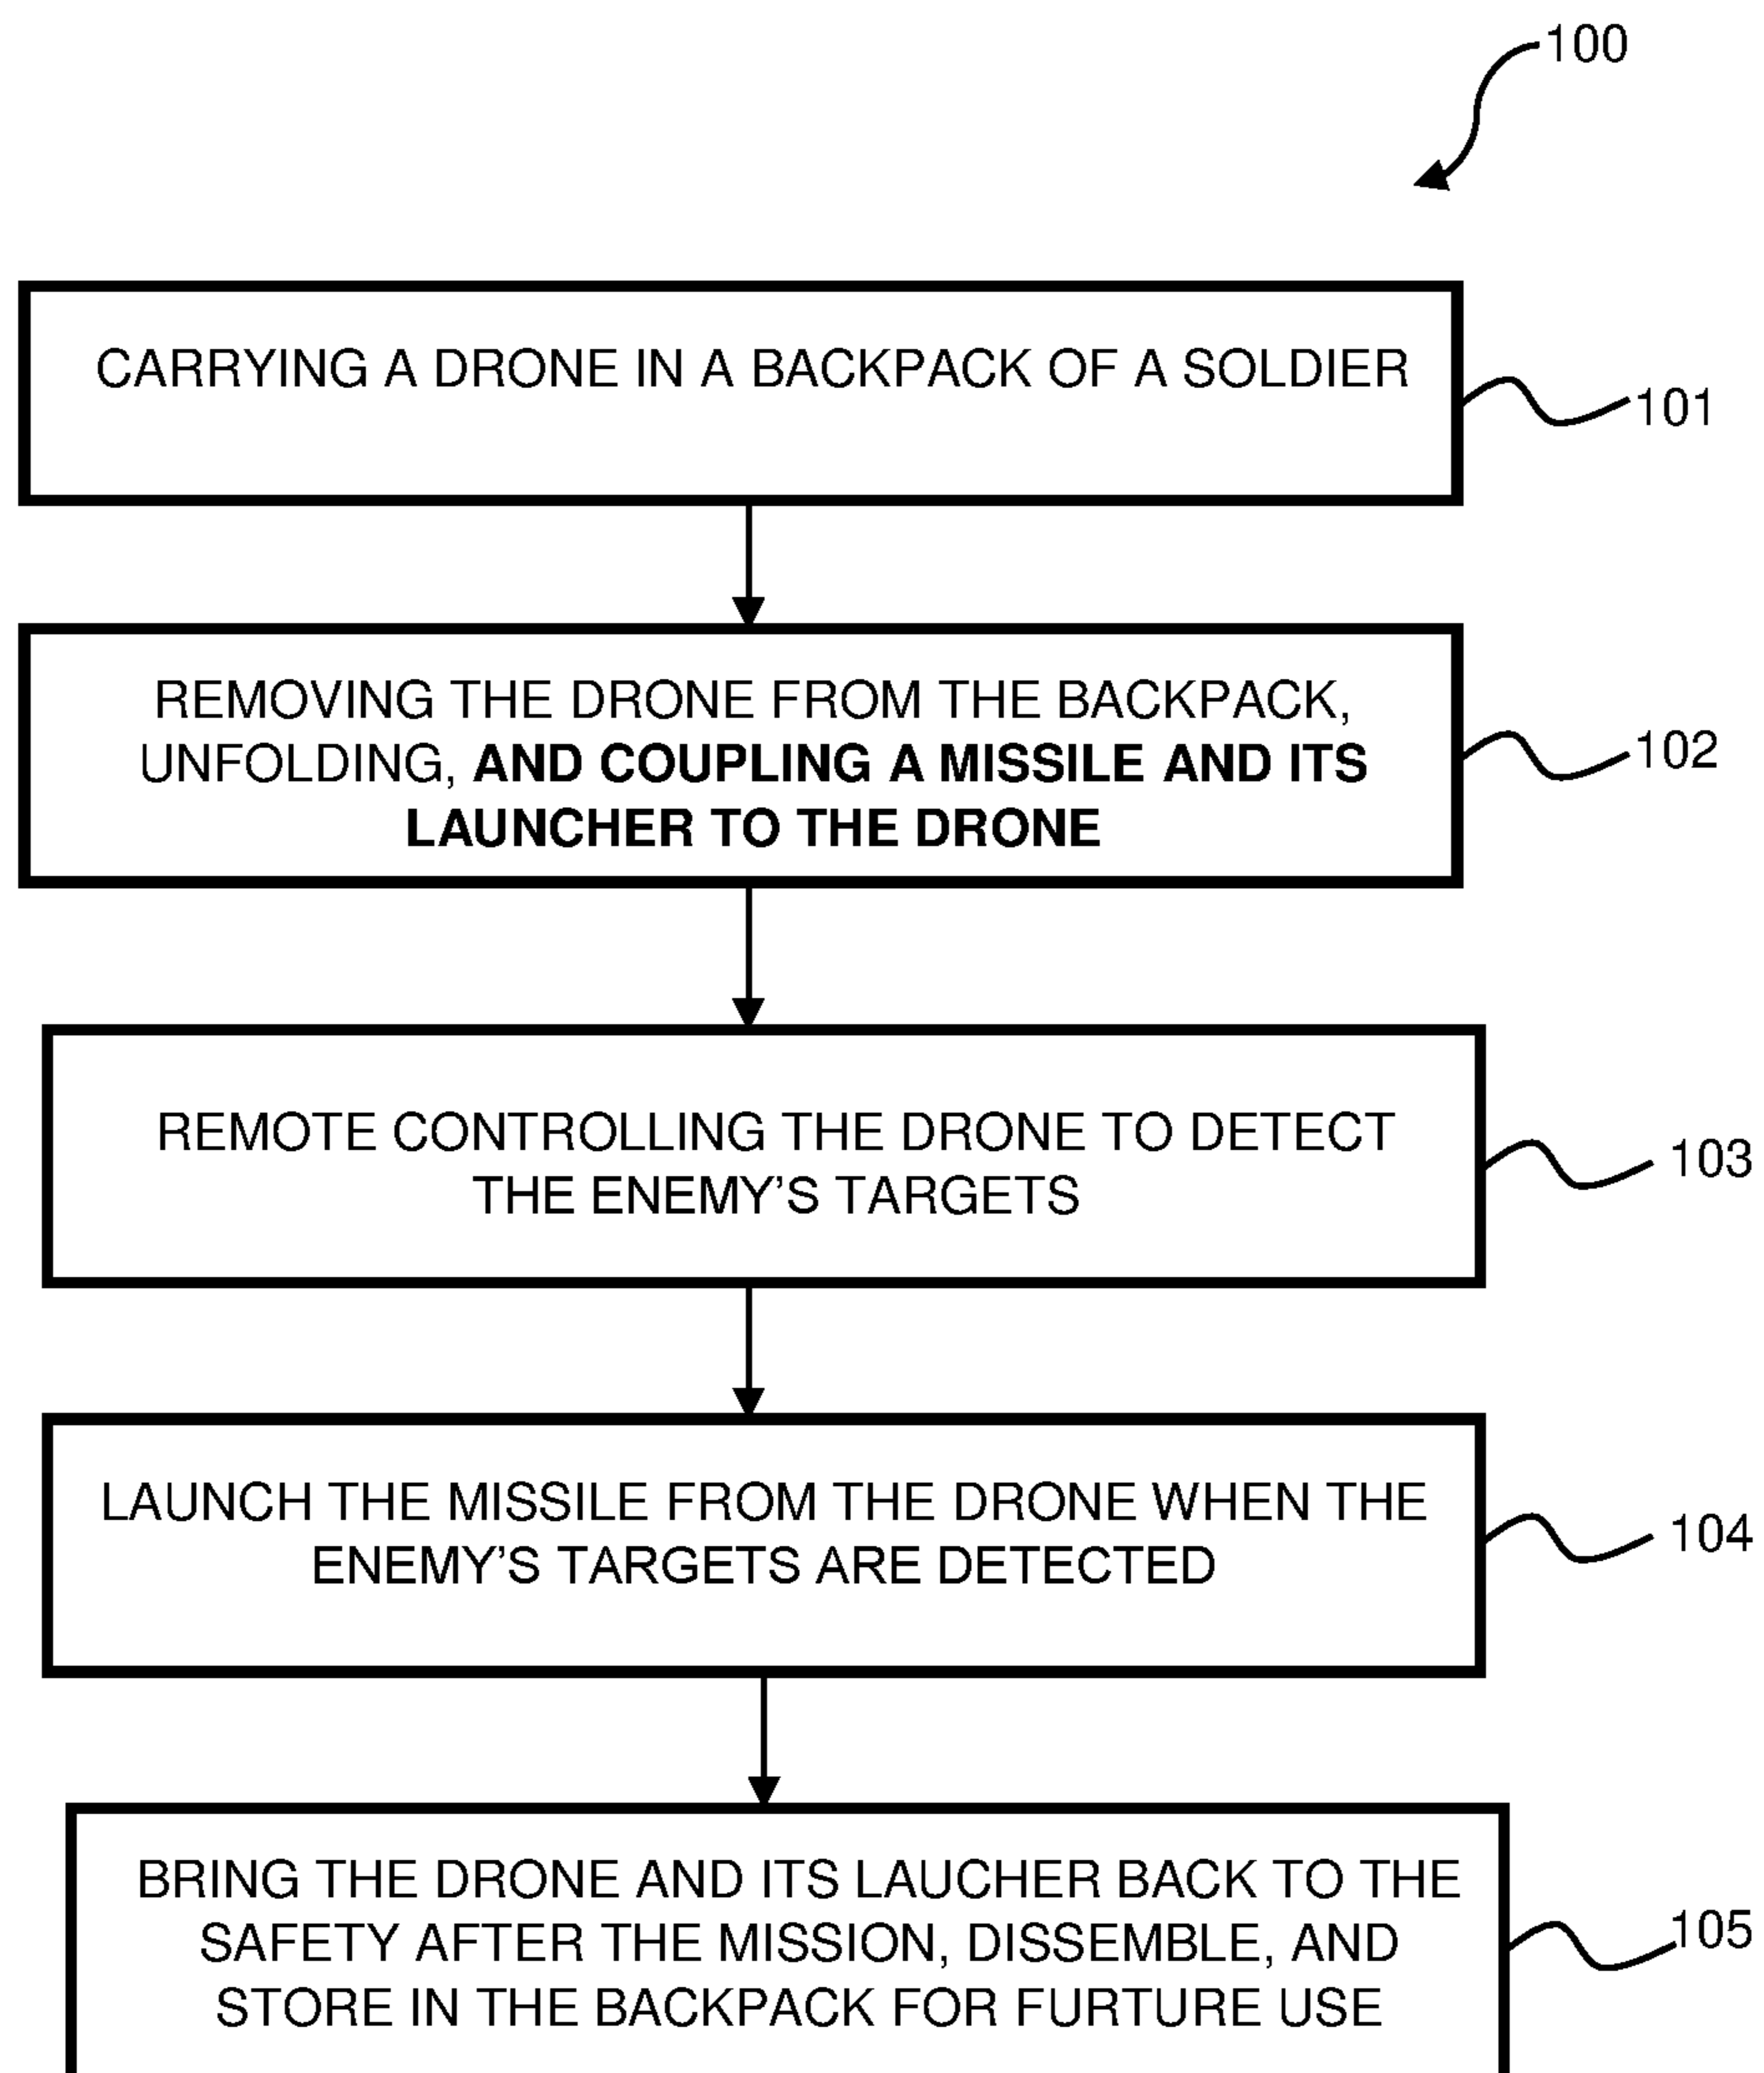 100
CARRYING A DRONE IN A BACKPACK OF A SOLDIER
101
REMOVING THE DRONE FROM THE BACKPACK,
UNFOLDING, AND COUPLING A MISSILE AND ITS
LAUNCHER TO THE DRONE
102
REMOTE CONTROLLING THE DRONE TO DETECT
THE ENEMY’S TARGETS
103
LAUNCH THE MISSILE FROM THE DRONE WHEN THE
ENEMY’S TARGETS ARE DETECTED
104
BRING THE DRONE AND ITS LAUCHER BACK TO THE
SAFETY AFTER THE MISSION, DISSEMBLE, AND
STORE IN THE BACKPACK FOR FURTURE USE
105